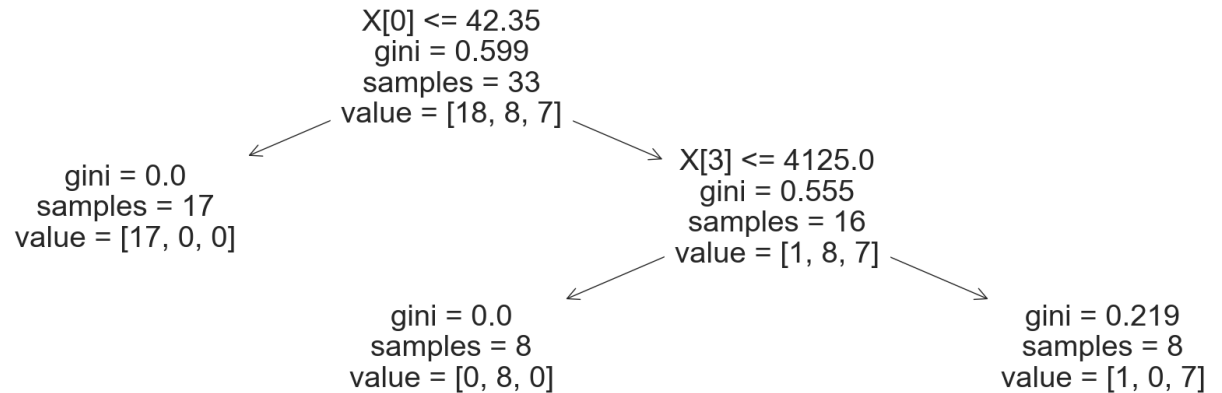 X[0] <= 42.35
gini = 0.599
samples = 33
value = [18, 8, 7]
gini = 0.0
samples = 17
value = [17, 0, 0]
X[3] <= 4125.0
gini = 0.555
samples = 16
value = [1, 8, 7]
gini = 0.0
samples = 8
value = [0, 8, 0]
gini = 0.219
samples = 8
value = [1, 0, 7]